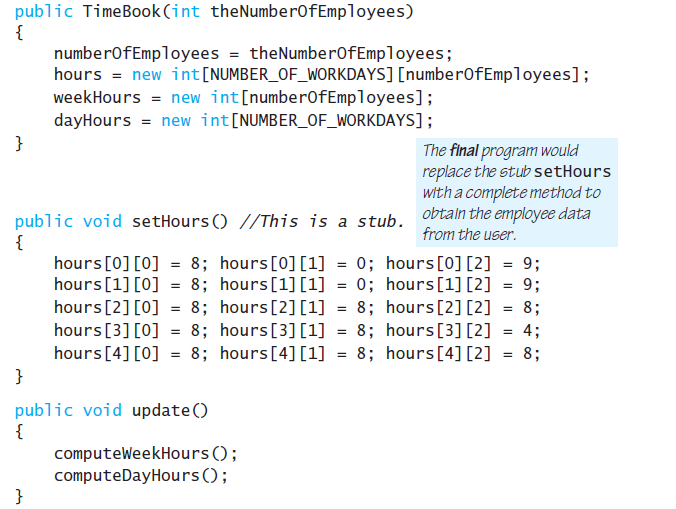 public TimeBook(int theNumberOfEmployees)
{
numberOfEmployees = theNumberOfEmployees;
hours = new int[NUMBER_OF_WORKDAYS][numberOfEmployees];
weekHours = new int[numberOfEmployees];
dayHours = new int[NUMBER_OF_WORKDAYS];
}
The final program would
replace the stub setHours
with a complete method to
obtain the employee data
from the user.
public void setHours() //This is a stub.
{
hours[0][0] = 8; hours[0][1] = 0; hours[0][2] = 9;
hours[1][0] = 8; hours[1][1] = 0; hours[1][2] = 9;
hours[2][0] = 8; hours[2][1] = 8; hours[2][2] = 8;
hours[3][0] = 8; hours[3][1] = 8; hours[3][2] = 4;
hours[4][0] = 8; hours[4][1] = 8; hours[4][2] = 8;
}
public void update()
{
computeWeekHours();
computeDayHours();
}